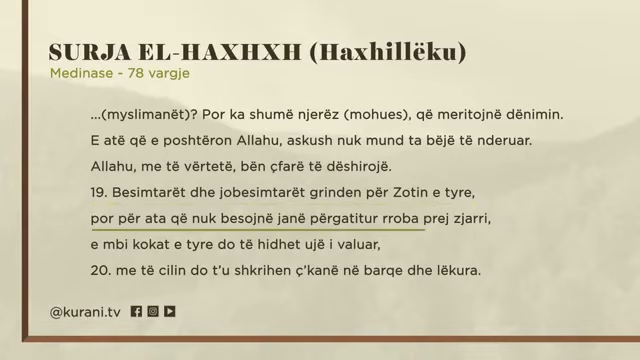 SURJA EL-HAXHXH (Haxhillëku)
Medinase - 78 vargje
...(myslimanët)? Por ka shumë njerëz (mohues), që meritojnë dënimin.
E atë që e poshtëron Allahu, askush nuk mund ta bëjë të nderuar.
Allahu, me të vërtetë, bën çfarë të dëshirojë.
19. Besimtarët dhe jobesimtarët grinden për Zotin e tyre,
por për ata që nuk besojnë janë përgatitur rroba prej zjarri,
e mbi kokat e tyre do të hidhet ujë i valuar,
20. me të cilin do t'u shkrihen ç'kanë në barqe dhe lëkura.
@kurani.tv